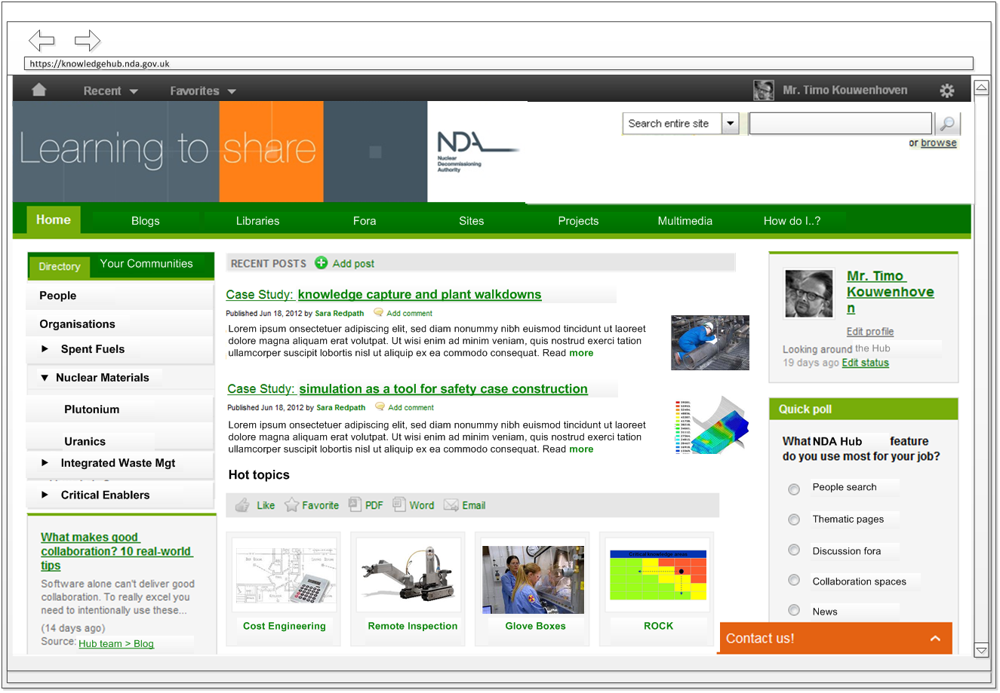 https://knowledgehub.nda.gov.uk
Recent
Favorites
Mr. Timo Kouwenhoven
Learning to share
NDA
Nuclear
Decommissioning
Authority
Search entire site
or browse
Home
Blogs
Libraries
Fora
Sites
Projects
Multimedia
How do I..?
Directory
Your Communities
People
Organisations
Spent Fuels
Nuclear Materials
Plutonium
Uranics
Integrated Waste Mgt
Critical Enablers
What makes good
collaboration? 10 real-world
tips
Software alone can't deliver good
collaboration. To really excel you
need to intentionally use these...
(14 days ago)
Source: Hub team > Blog
RECENT POSTS
Add post
Case Study: knowledge capture and plant walkdowns
Published Jun 18, 2012 by Sara Redpath Add comment
Lorem ipsum onsectetuer adipiscing elit, sed diam nonummy nibh euismod tincidunt ut laoreet
dolore magna aliquam erat volutpat. Ut wisi enim ad minim veniam, quis nostrud exerci tation
ullamcorper suscipit lobortis nisl ut aliquip ex ea commodo consequat. Read more
Case Study: simulation as a tool for safety case construction
Published Jun 18, 2012 by Sara Redpath Add comment
Lorem ipsum onsectetuer adipiscing elit, sed diam nonummy nibh euismod tincidunt ut laoreet
dolore magna aliquam erat volutpat. Ut wisi enim ad minim veniam, quis nostrud exerci tation
ullamcorper suscipit lobortis nisl ut aliquip ex ea commodo consequat. Read more
Hot topics
Like
Favorite
PDF
Word
Email
Cost Engineering
Remote Inspection
Glove Boxes
Critical knowledge areas
ROCK
Mr. Timo
Kouwenhove
n
Edit profile
Looking around the Hub
19 days ago Edit status
Quick poll
What NDA Hub feature
do you use most for your job?
People search
Thematic pages
Discussion fora
Collaboration spaces
News
Contact us!